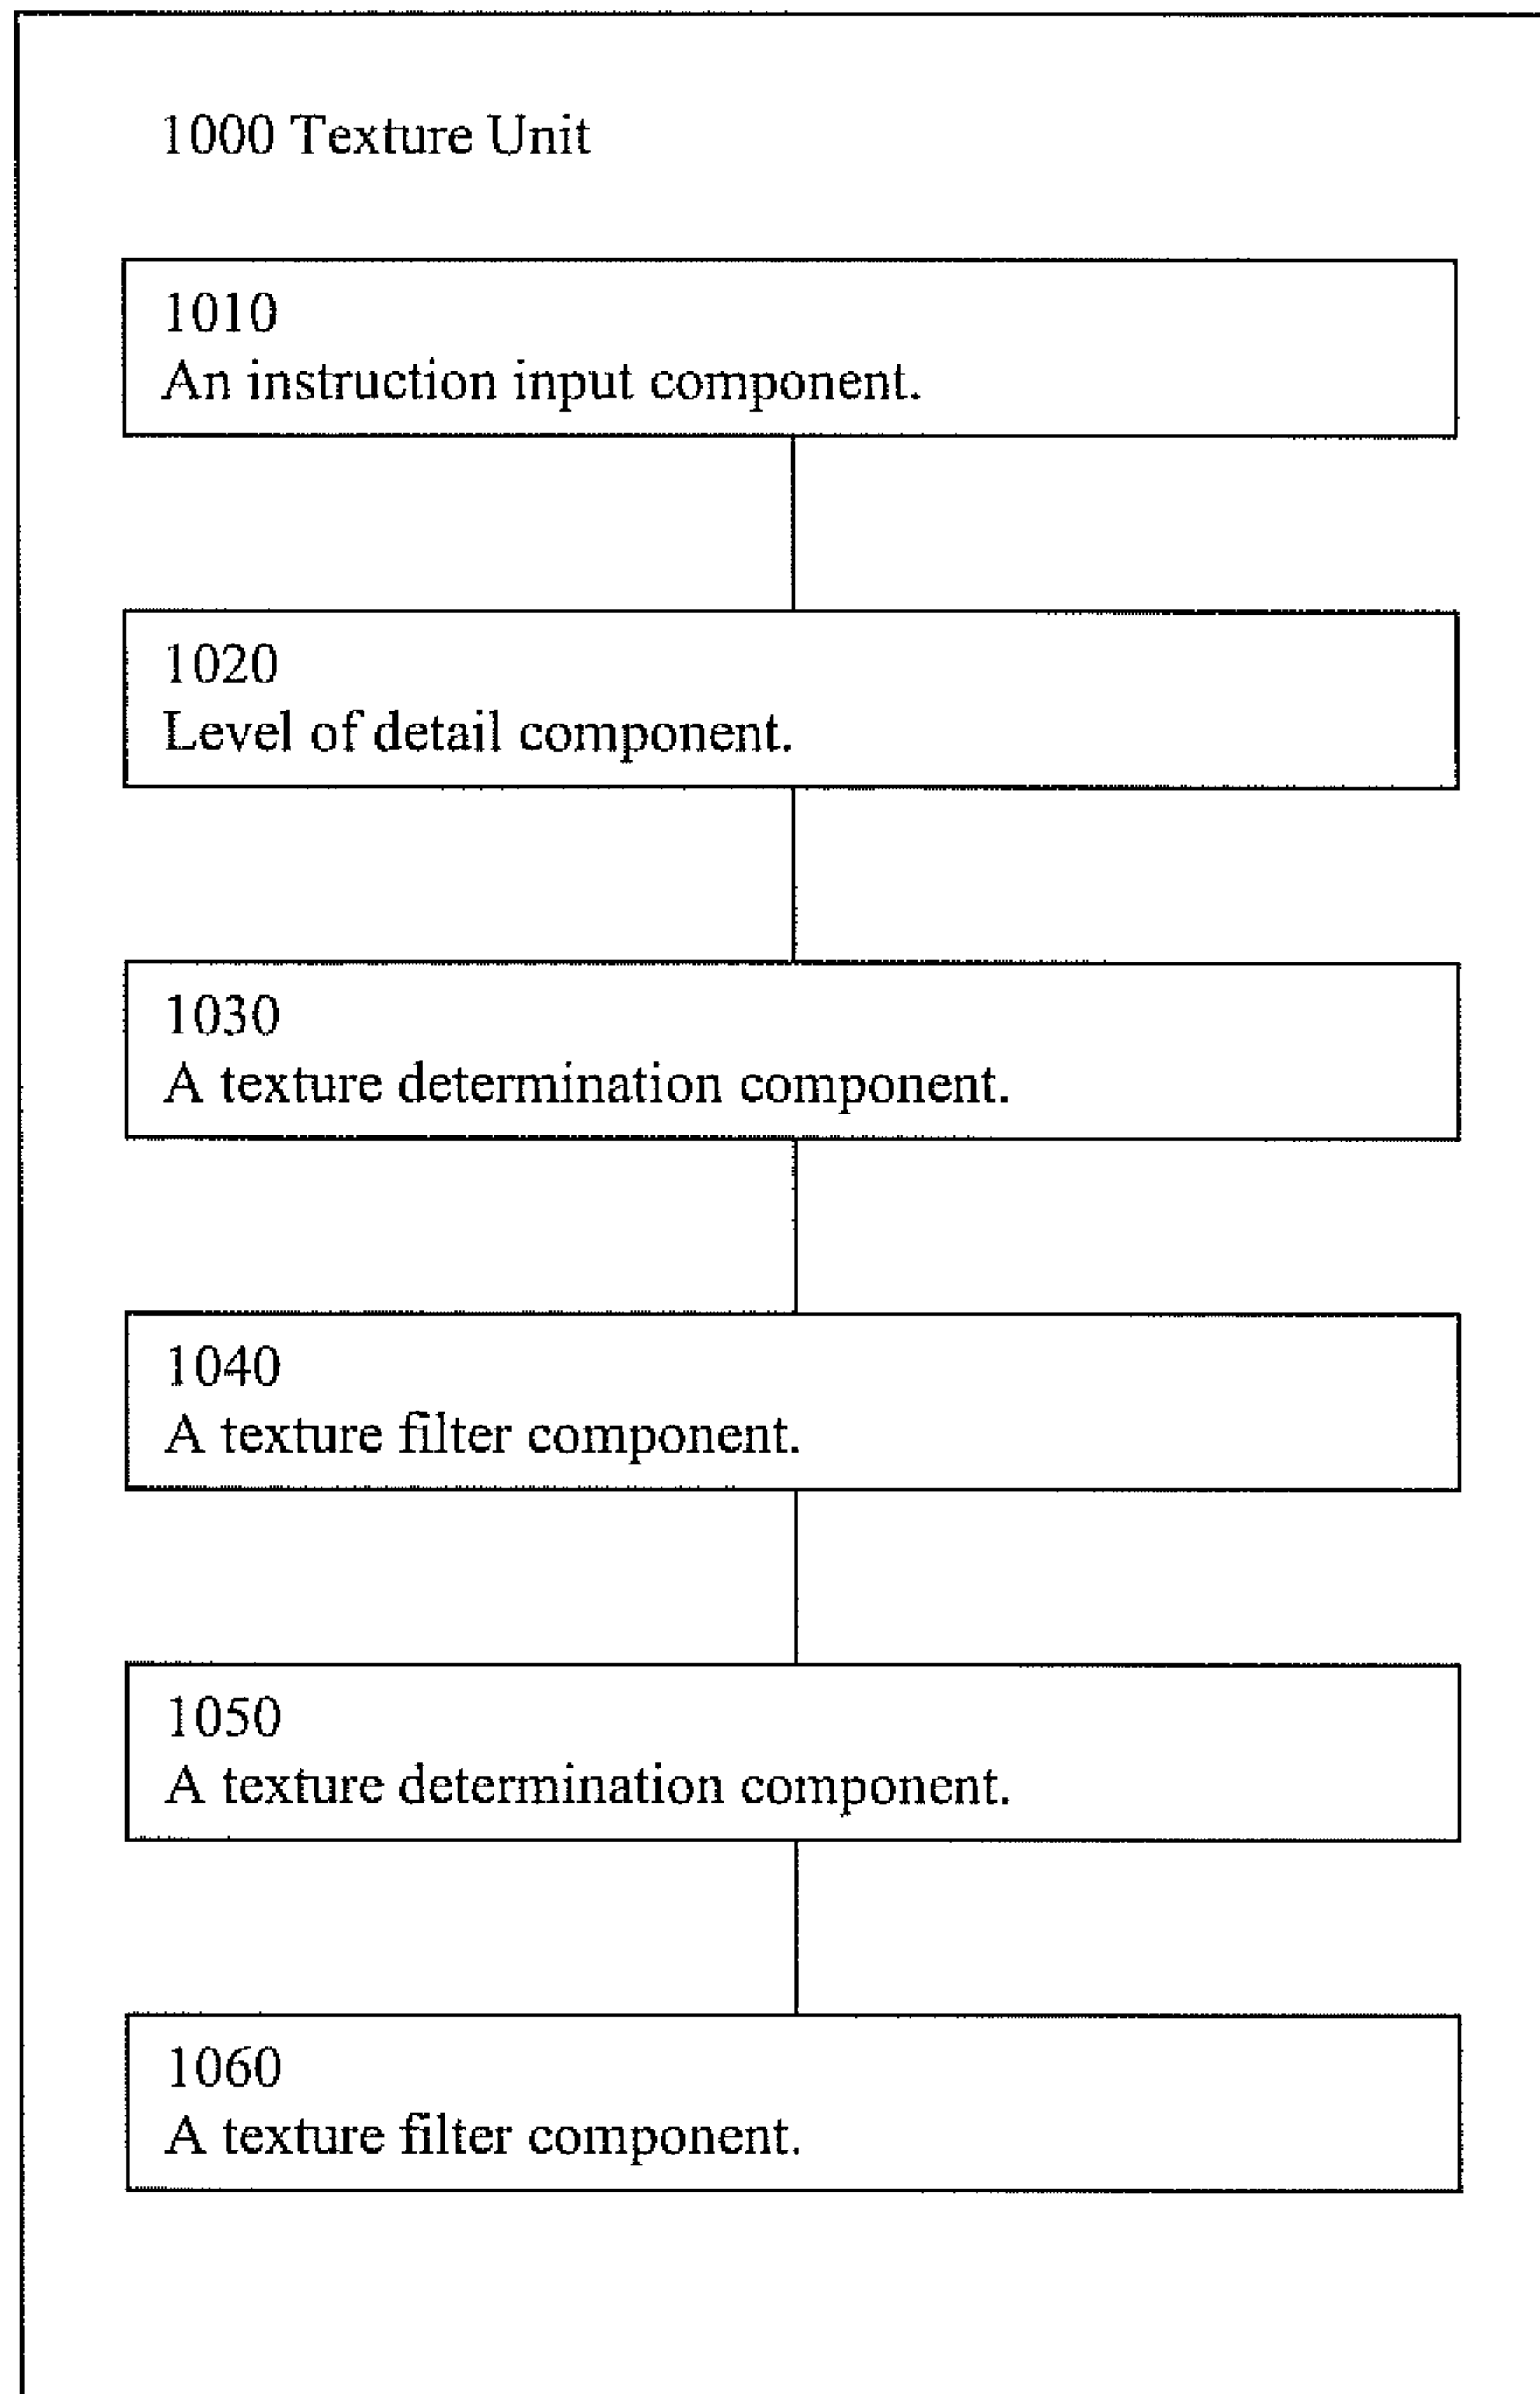 1000 Texture Unit
1010
An instruction input component.
1020
Level of detail component.
1030
A texture determination component.
1040
A texture filter component.
1050
A texture determination component.
1060
A texture filter component.